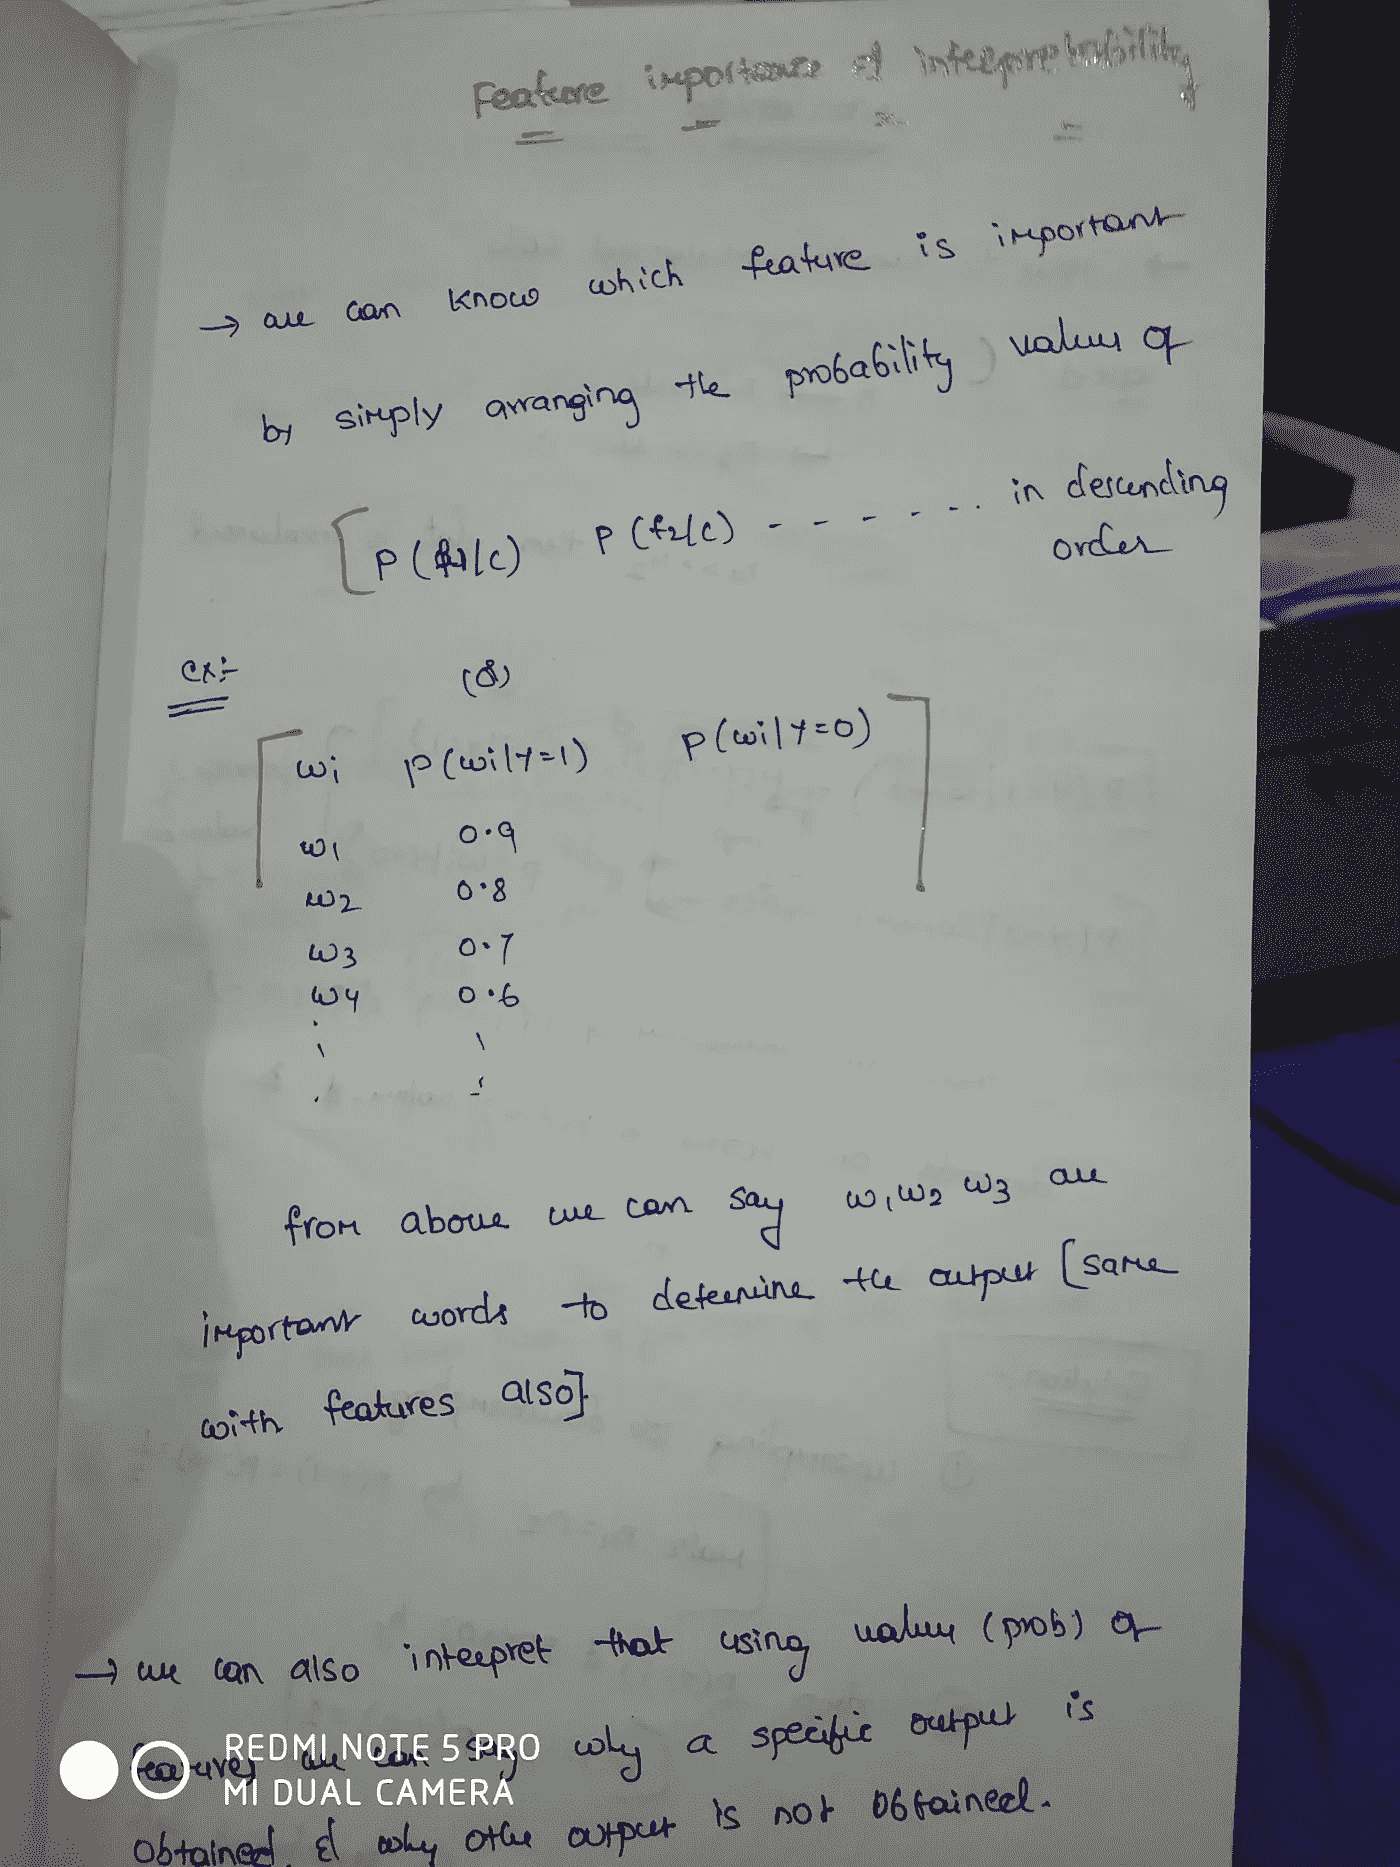 Feature importance & interpretability
→ we can know which feature is important
by simply arranging the probability values of
[P(f1/c) P(f2/c) - - - - - - . . in descending
order
ex:- (or)
[wi p(wi|y=1) p(wi|y=0)]
w1 0.9
w2 0.8
w3 0.7
w4 0.6
from above we can say w1 w2 w3 are
important words to determine the output [same
with features also]
→ we can also interpret that using values (prob) of
features we can say why a specific output is
obtained & why other output is not obtained.
REDMI NOTE 5 PRO
MI DUAL CAMERA